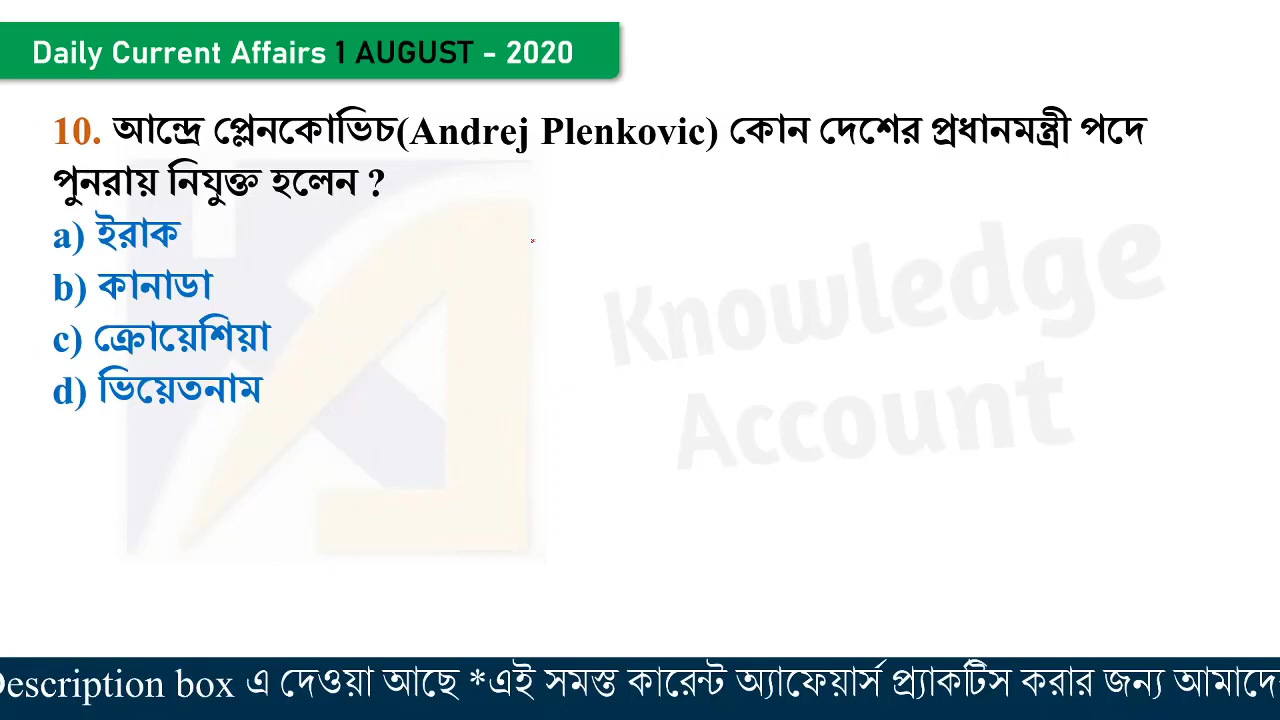 Daily Current Affairs 1 AUGUST - 2020
10. আন্দ্রে প্লেনকোভিচ(Andrej Plenkovic) কোন দেশের প্রধানমন্ত্রী পদে
পুনরায় নিযুক্ত হলেন ?
a) ইরাক
b) কানাডা
c) ক্রোয়েশিয়া
d) ভিয়েতনাম
Knowledge
Account
Description box এ দেওয়া আছে *এই সমস্ত কারেন্ট অ্যাফেয়ার্স প্র্যাকটিস করার জন্য আমাদে